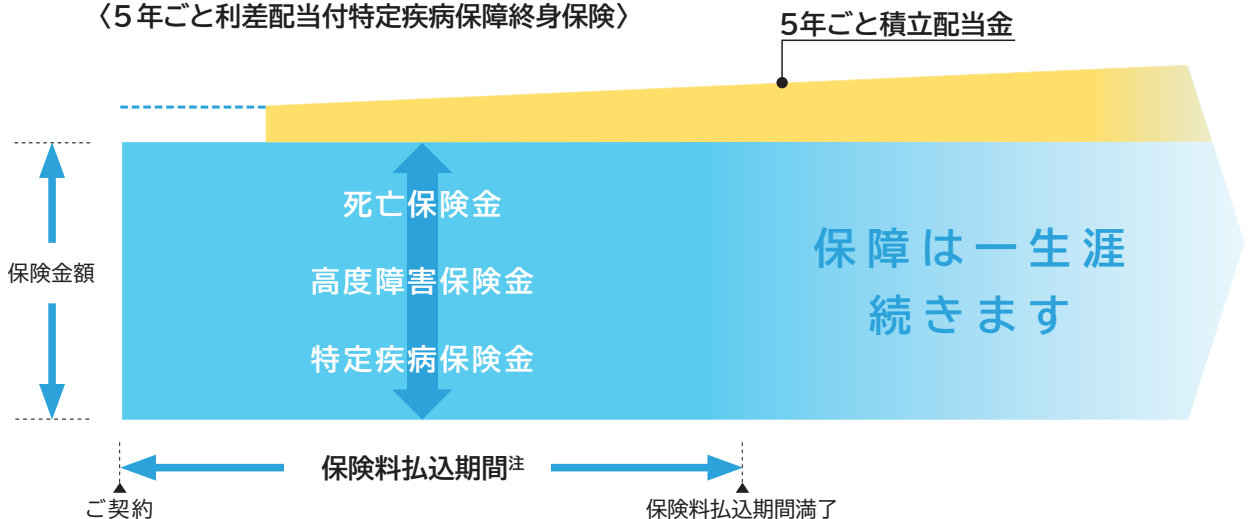 〈5年ごと利差配当付特定疾病保障終身保険〉
5年ごと積立配当金
死亡保険金
保険金額
高度障害保険金
特定疾病保険金
保障は一生涯
続きます
保険料払込期間注
ご契約
保険料払込期間満了